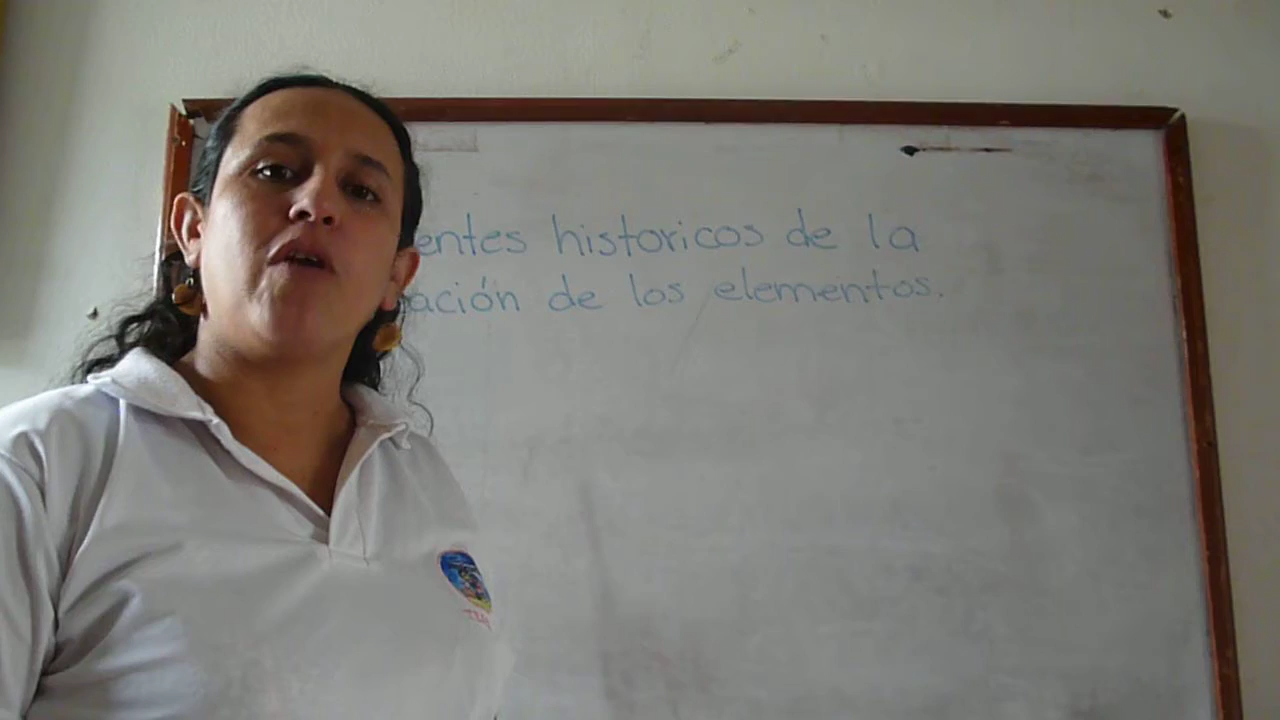 entes historicos de la
ación de los elementos.